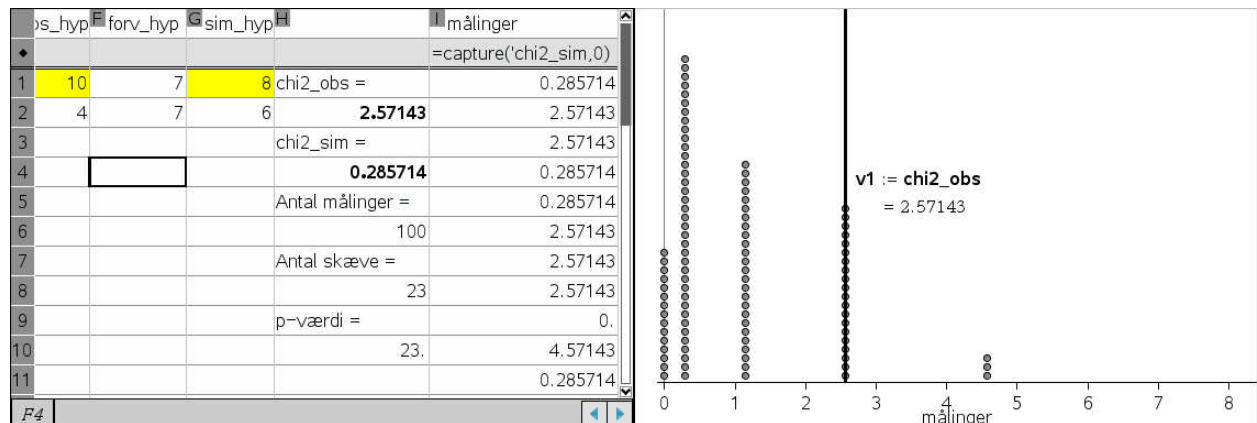 os_hyp F forv_hyp G sim_hyp H I målinger
◆ =capture('chi2_sim,0)
1 10 7 8 chi2_obs = 0.285714
2 4 7 6 2.57143 2.57143
3 chi2_sim = 2.57143
4 0.285714 0.285714
5 Antal målinger = 0.285714
6 100 2.57143
7 Antal skæve = 2.57143
8 23 2.57143
9 p-værdi = 0.
10 23. 4.57143
11 0.285714
F4
v1 := chi2_obs
= 2.57143
0 1 2 3 4 5 6 7 8
målinger